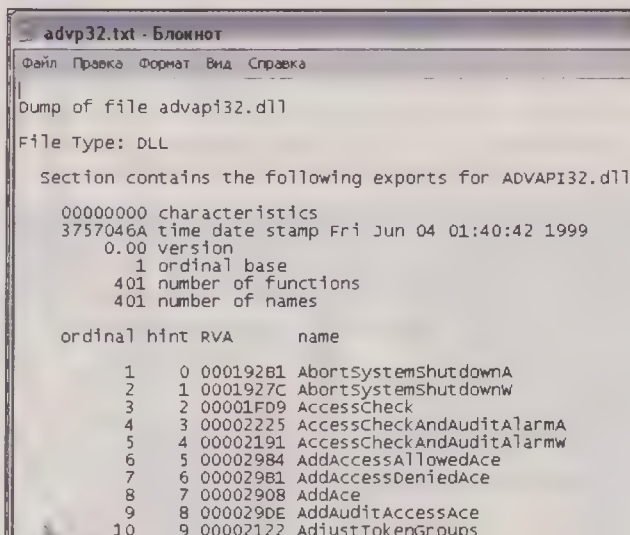 advp32.txt - Блокнот
Файл Правка Формат Вид Справка
Dump of file advapi32.dll
File Type: DLL
Section contains the following exports for ADVAPI32.dll
00000000 characteristics
3757046A time date stamp Fri Jun 04 01:40:42 1999
0.00 version
1 ordinal base
401 number of functions
401 number of names
ordinal hint RVA name
1 0 000192B1 AbortSystemShutdownA
2 1 0001927C AbortSystemShutdownW
3 2 00001FD9 AccessCheck
4 3 00002225 AccessCheckAndAuditAlarmA
5 4 00002191 AccessCheckAndAuditAlarmW
6 5 00002984 AddAccessAllowedAce
7 6 000029B1 AddAccessDeniedAce
8 7 00002908 AddAce
9 8 000029DE AddAuditAccessAce
10 9 00002122 AdjustTokenGroups